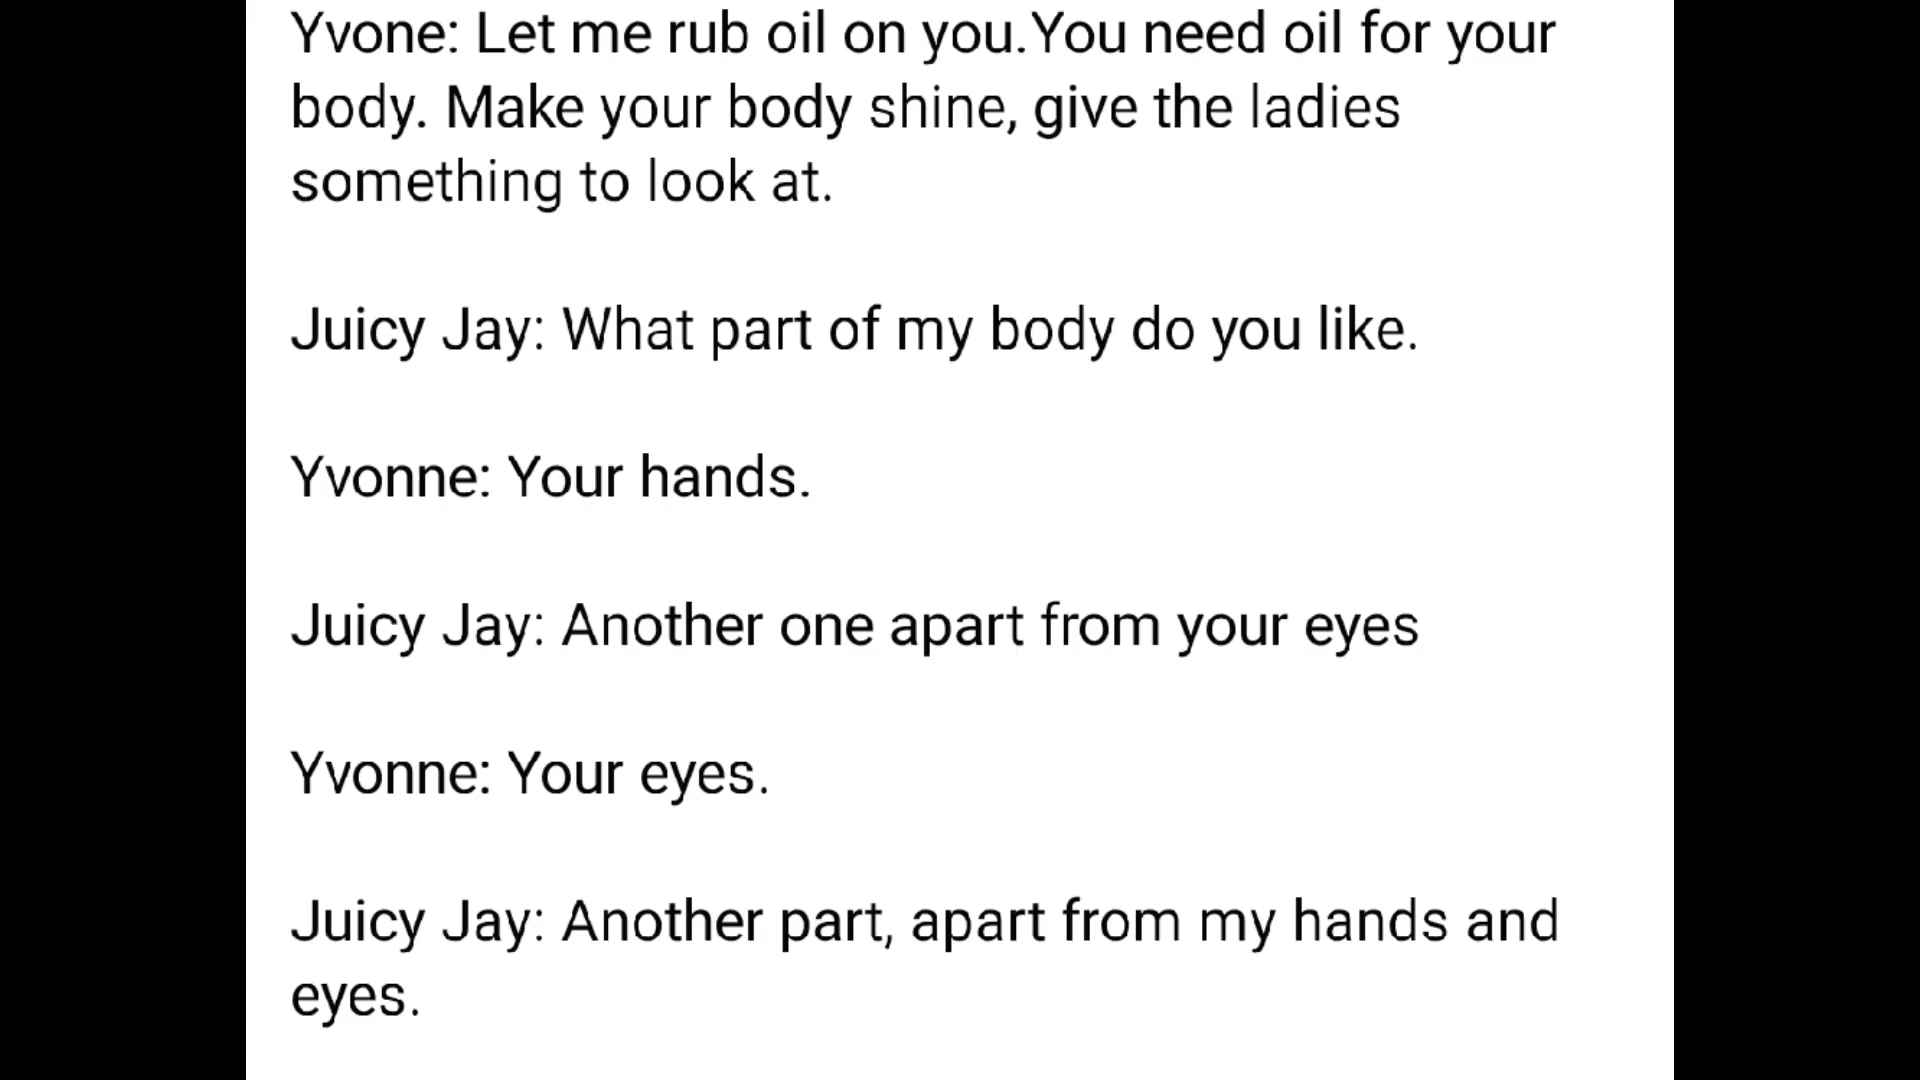 Yvone: Let me rub oil on you.You need oil for your
body. Make your body shine, give the ladies
something to look at.
Juicy Jay: What part of my body do you like.
Yvonne: Your hands.
Juicy Jay: Another one apart from your eyes
Yvonne: Your eyes.
Juicy Jay: Another part, apart from my hands and
eyes.